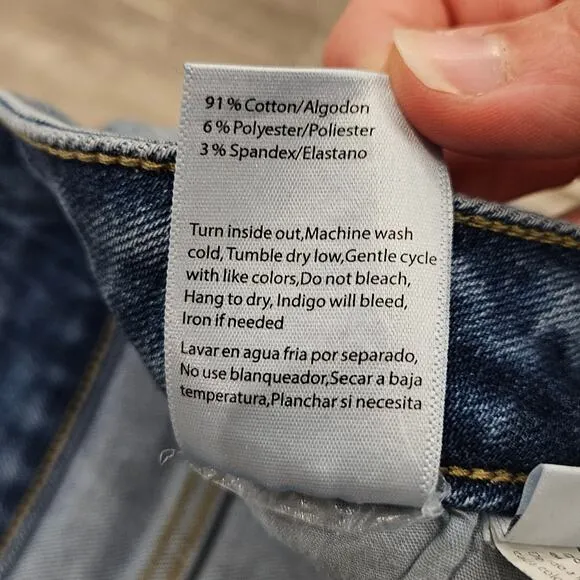 91% Cotton/Algodon
6% Polyester/Poliester
3% Spandex/Elastano
Turn inside out,Machine wash
cold,Tumble dry low,Gentle cycle
with like colors,Do not bleach,
Hang to dry, Indigo will bleed,
Iron if needed
Lavar en agua fria por separado,
No use blanqueador,Secar a baja
temperatura,Planchar si necesita